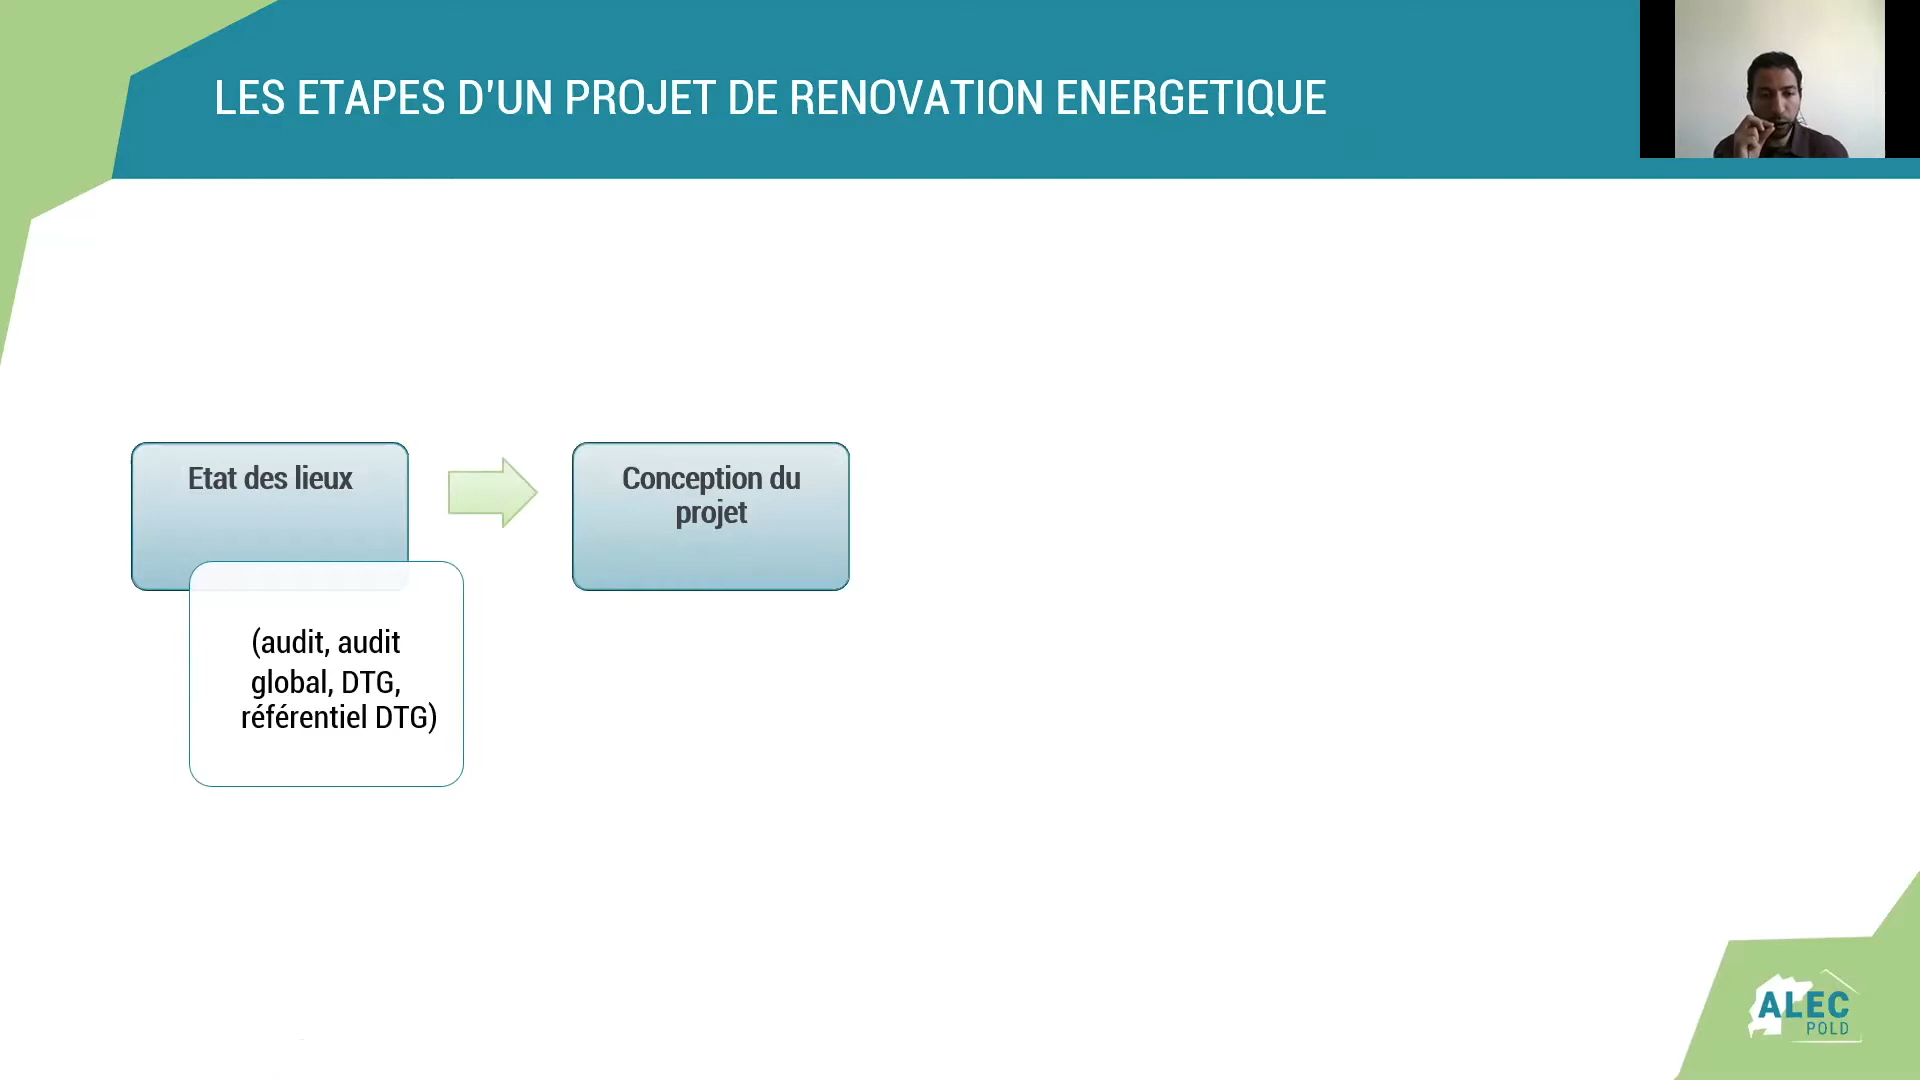 LES ETAPES D'UN PROJET DE RENOVATION ENERGETIQUE
Etat des lieux
(audit, audit
global, DTG,
référentiel DTG)
Conception du
projet
ALEC
POLD